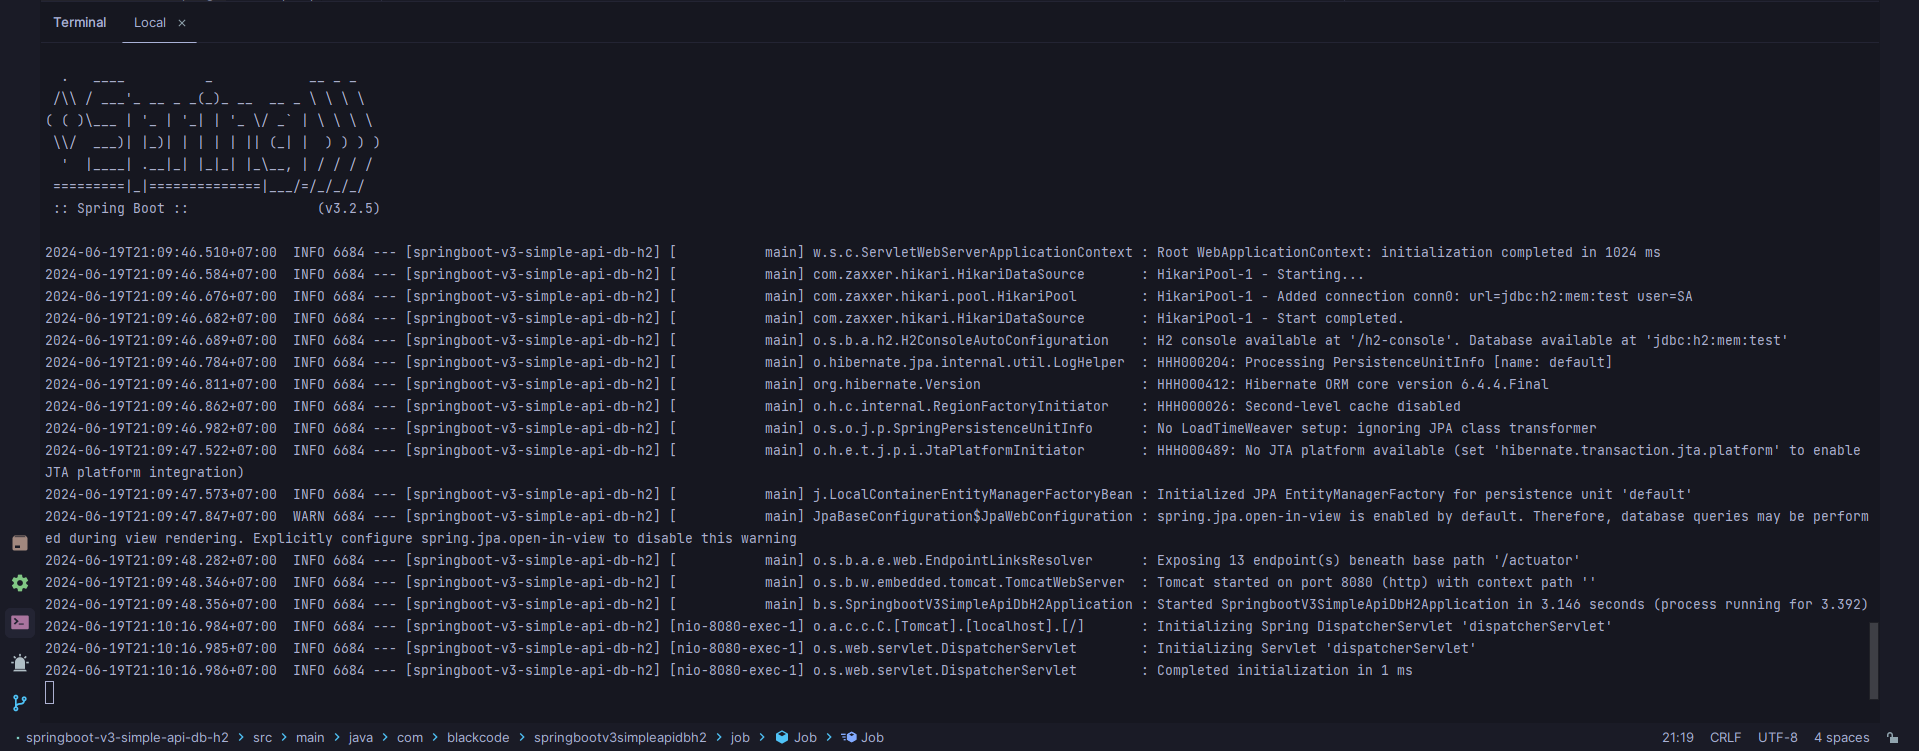 Terminal Local ×
  .   ____          _            __ _ _
 /\\ / ___'_ __ _ _(_)_ __  __ _ \ \ \ \
( ( )\___ | '_ | '_| | '_ \/ _` | \ \ \ \
 \\/  ___)| |_)| | | | | || (_| |  ) ) ) )
  '  |____| .__|_| |_|_| |_\__, | / / / /
 =========|_|==============|___/=/_/_/_/
 :: Spring Boot ::                (v3.2.5)
2024-06-19T21:09:46.510+07:00  INFO 6684 --- [springboot-v3-simple-api-db-h2] [           main] w.s.c.ServletWebServerApplicationContext : Root WebApplicationContext: initialization completed in 1024 ms
2024-06-19T21:09:46.584+07:00  INFO 6684 --- [springboot-v3-simple-api-db-h2] [           main] com.zaxxer.hikari.HikariDataSource       : HikariPool-1 - Starting...
2024-06-19T21:09:46.676+07:00  INFO 6684 --- [springboot-v3-simple-api-db-h2] [           main] com.zaxxer.hikari.pool.HikariPool        : HikariPool-1 - Added connection conn0: url=jdbc:h2:mem:test user=SA
2024-06-19T21:09:46.682+07:00  INFO 6684 --- [springboot-v3-simple-api-db-h2] [           main] com.zaxxer.hikari.HikariDataSource       : HikariPool-1 - Start completed.
2024-06-19T21:09:46.689+07:00  INFO 6684 --- [springboot-v3-simple-api-db-h2] [           main] o.s.b.a.h2.H2ConsoleAutoConfiguration    : H2 console available at '/h2-console'. Database available at 'jdbc:h2:mem:test'
2024-06-19T21:09:46.784+07:00  INFO 6684 --- [springboot-v3-simple-api-db-h2] [           main] o.hibernate.jpa.internal.util.LogHelper  : HHH000204: Processing PersistenceUnitInfo [name: default]
2024-06-19T21:09:46.811+07:00  INFO 6684 --- [springboot-v3-simple-api-db-h2] [           main] org.hibernate.Version                    : HHH000412: Hibernate ORM core version 6.4.4.Final
2024-06-19T21:09:46.862+07:00  INFO 6684 --- [springboot-v3-simple-api-db-h2] [           main] o.h.c.internal.RegionFactoryInitiator    : HHH000026: Second-level cache disabled
2024-06-19T21:09:46.982+07:00  INFO 6684 --- [springboot-v3-simple-api-db-h2] [           main] o.s.o.j.p.SpringPersistenceUnitInfo      : No LoadTimeWeaver setup: ignoring JPA class transformer
2024-06-19T21:09:47.522+07:00  INFO 6684 --- [springboot-v3-simple-api-db-h2] [           main] o.h.e.t.j.p.i.JtaPlatformInitiator       : HHH000489: No JTA platform available (set 'hibernate.transaction.jta.platform' to enable
JTA platform integration)
2024-06-19T21:09:47.573+07:00  INFO 6684 --- [springboot-v3-simple-api-db-h2] [           main] j.LocalContainerEntityManagerFactoryBean : Initialized JPA EntityManagerFactory for persistence unit 'default'
2024-06-19T21:09:47.847+07:00  WARN 6684 --- [springboot-v3-simple-api-db-h2] [           main] JpaBaseConfiguration$JpaWebConfiguration : spring.jpa.open-in-view is enabled by default. Therefore, database queries may be perform
ed during view rendering. Explicitly configure spring.jpa.open-in-view to disable this warning
2024-06-19T21:09:48.282+07:00  INFO 6684 --- [springboot-v3-simple-api-db-h2] [           main] o.s.b.a.e.web.EndpointLinksResolver      : Exposing 13 endpoint(s) beneath base path '/actuator'
2024-06-19T21:09:48.346+07:00  INFO 6684 --- [springboot-v3-simple-api-db-h2] [           main] o.s.b.w.embedded.tomcat.TomcatWebServer  : Tomcat started on port 8080 (http) with context path ''
2024-06-19T21:09:48.356+07:00  INFO 6684 --- [springboot-v3-simple-api-db-h2] [           main] b.s.SpringbootV3SimpleApiDbH2Application : Started SpringbootV3SimpleApiDbH2Application in 3.146 seconds (process running for 3.392)
2024-06-19T21:10:16.984+07:00  INFO 6684 --- [springboot-v3-simple-api-db-h2] [nio-8080-exec-1] o.a.c.c.C.[Tomcat].[localhost].[/]       : Initializing Spring DispatcherServlet 'dispatcherServlet'
2024-06-19T21:10:16.985+07:00  INFO 6684 --- [springboot-v3-simple-api-db-h2] [nio-8080-exec-1] o.s.web.servlet.DispatcherServlet        : Initializing Servlet 'dispatcherServlet'
2024-06-19T21:10:16.986+07:00  INFO 6684 --- [springboot-v3-simple-api-db-h2] [nio-8080-exec-1] o.s.web.servlet.DispatcherServlet        : Completed initialization in 1 ms
springboot-v3-simple-api-db-h2 > src > main > java > com > blackcode > springbootv3simpleapidbh2 > job > Job > Job 21:19 CRLF UTF-8 4 spaces